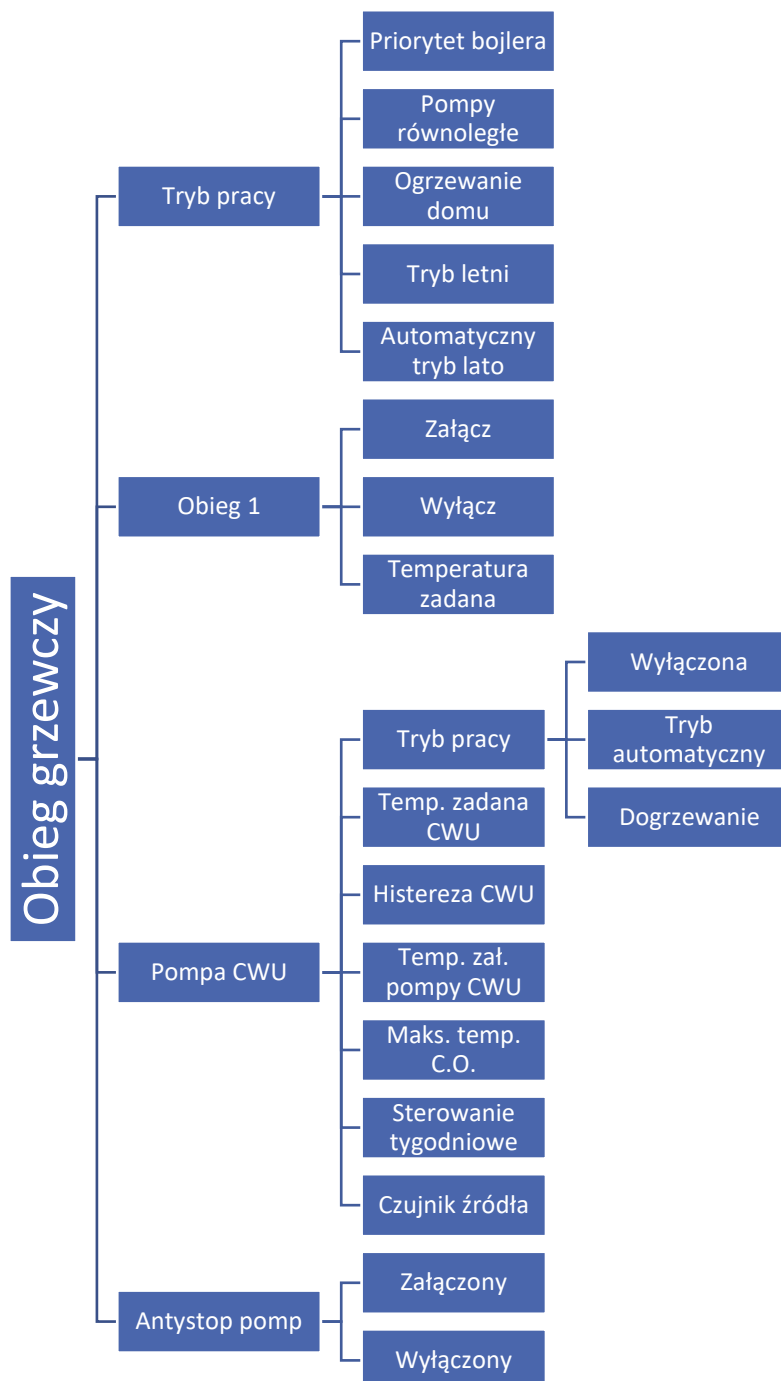 Obieg grzewczy
Tryb pracy
Priorytet bojlera
Pompy
równoległe
Ogrzewanie
domu
Tryb letni
Automatyczny
tryb lato
Obieg 1
Załącz
Wyłącz
Temperatura
zadana
Pompa CWU
Tryb pracy
Wyłączona
Tryb
automatyczny
Dogrzewanie
Temp. zadana
CWU
Histereza CWU
Temp. zał.
pompy CWU
Maks. temp.
C.O.
Sterowanie
tygodniowe
Czujnik źródła
Antystop pomp
Załączony
Wyłączony